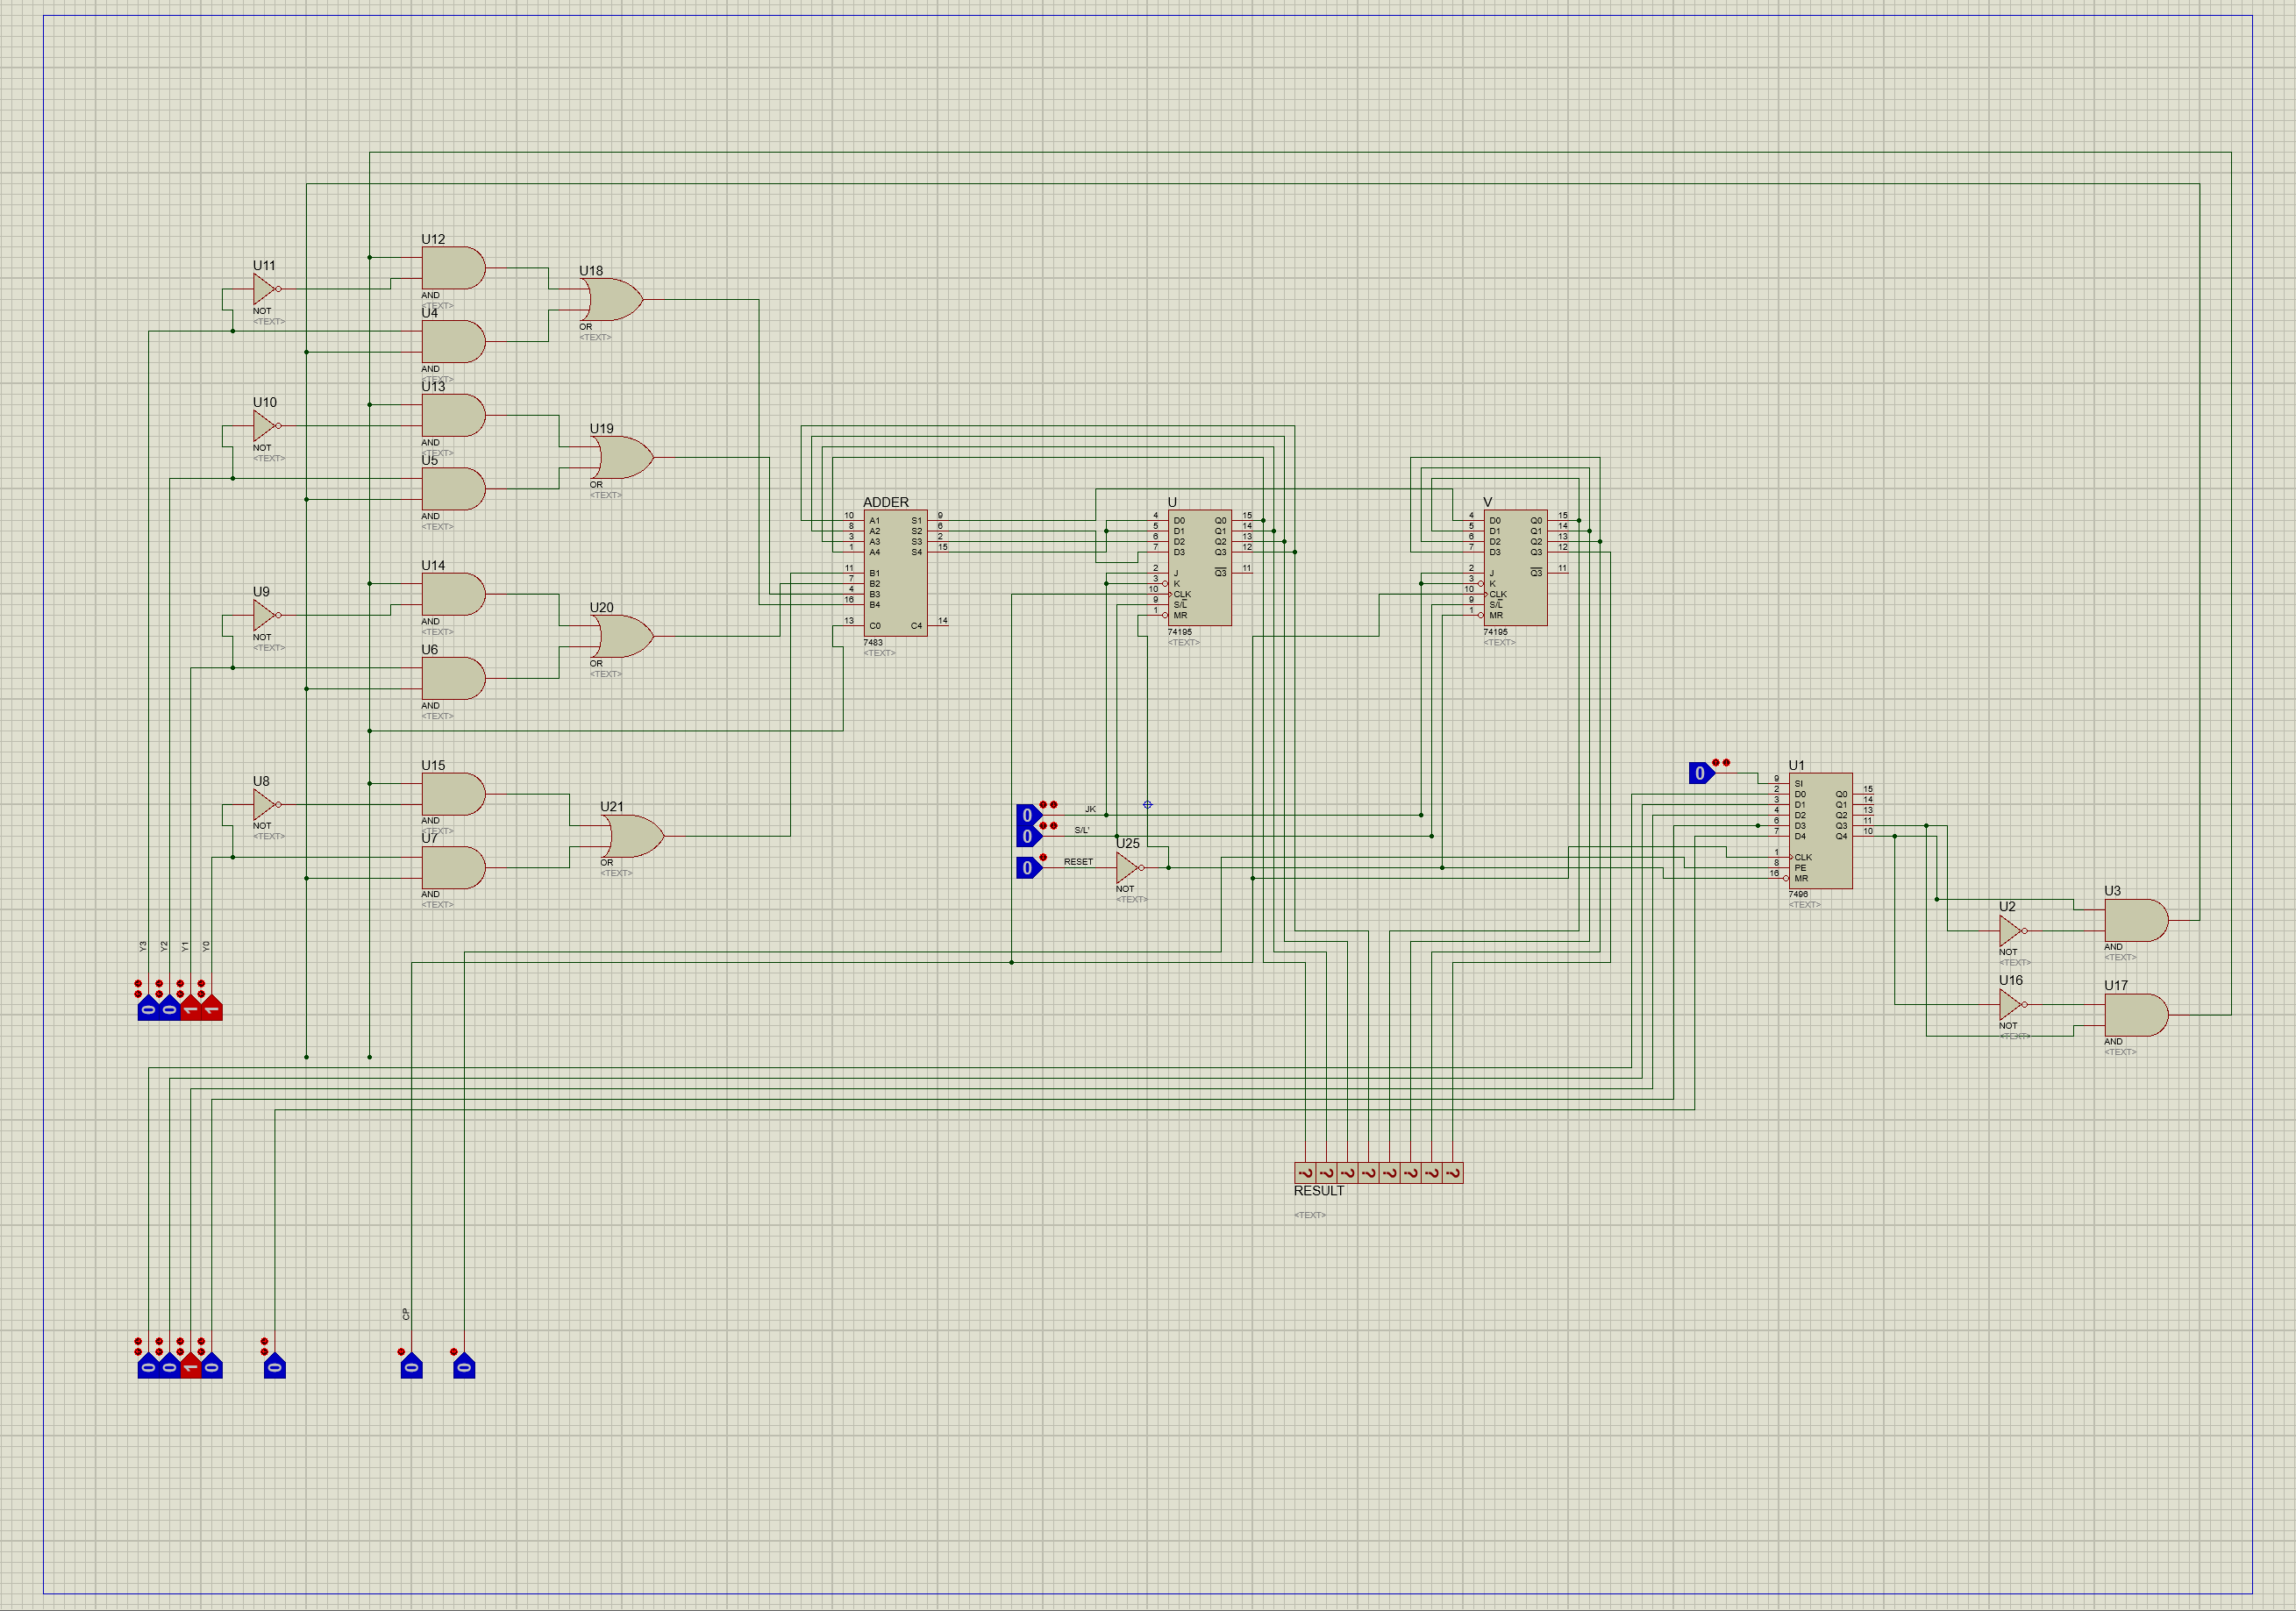 U12
AND
<TEXT>
U11
NOT
<TEXT>
U18
OR
<TEXT>
U4
AND
<TEXT>
U13
AND
<TEXT>
U10
NOT
<TEXT>
U19
OR
<TEXT>
U5
AND
<TEXT>
U14
AND
<TEXT>
U9
NOT
<TEXT>
U20
OR
<TEXT>
U6
AND
<TEXT>
U15
AND
<TEXT>
U8
NOT
<TEXT>
U21
OR
<TEXT>
U7
AND
<TEXT>
Y3 Y2 Y1 Y0
0 0 1 1
ADDER
10 A1 S1 9
8 A2 S2 6
3 A3 S3 2
1 A4 S4 15
11 B1
7 B2
4 B3
16 B4
13 C0 C4 14
7483
<TEXT>
U
4 D0 Q0 15
5 D1 Q1 14
6 D2 Q2 13
7 D3 Q3 12
2 J Q3 11
3 K
10 CLK
9 S/L
1 MR
74195
<TEXT>
V
4 D0 Q0 15
5 D1 Q1 14
6 D2 Q2 13
7 D3 Q3 12
2 J Q3 11
3 K
10 CLK
9 S/L
1 MR
74195
<TEXT>
0 JK
0 S/L'
0 RESET
U25
NOT
<TEXT>
0
U1
9 SI
2 D0 Q0 15
3 D1 Q1 14
4 D2 Q2 13
6 D3 Q3 11
7 D4 Q4 10
1 CLK
8 PE
16 MR
7496
<TEXT>
U2
NOT
<TEXT>
U3
AND
<TEXT>
U16
NOT
<TEXT>
U17
AND
<TEXT>
? ? ? ? ? ? ? ?
RESULT
<TEXT>
CP
0 0 1 0 0 0 0